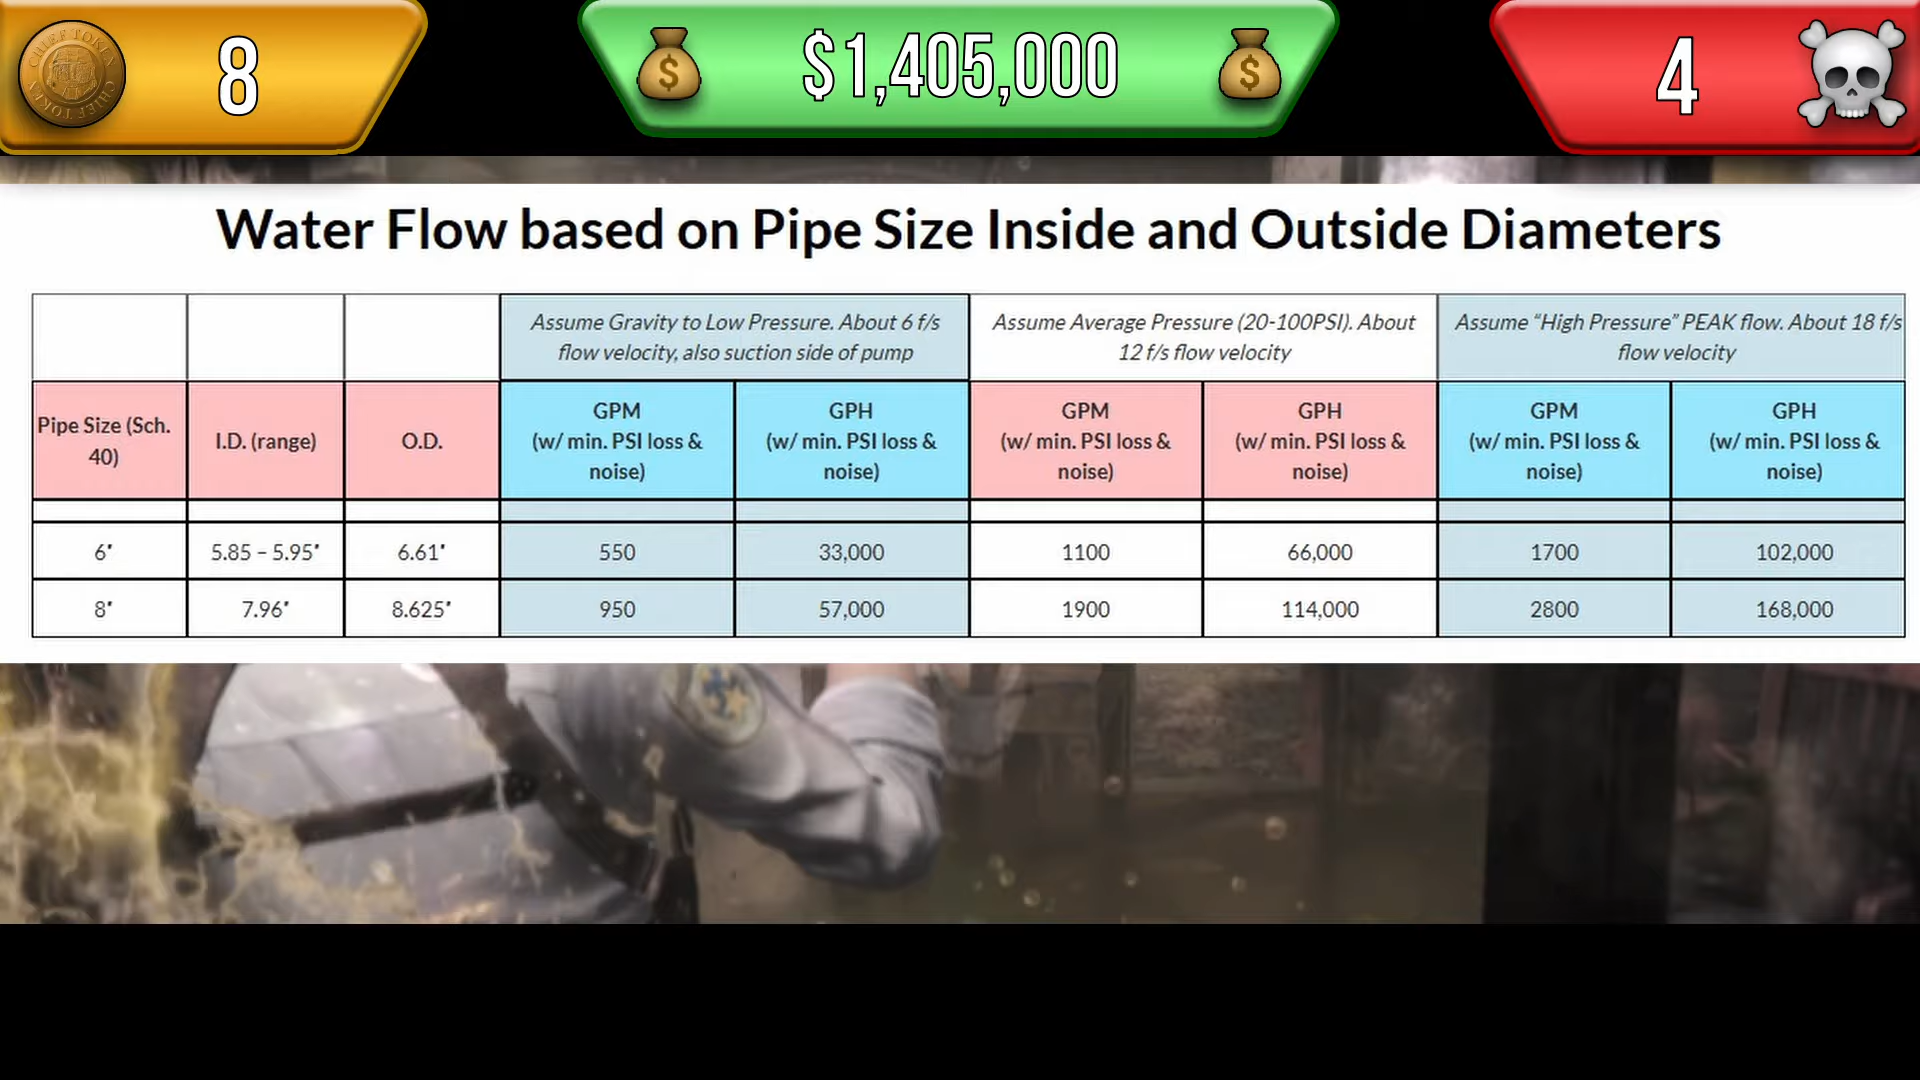 8
$1,405,000
4
CHIEF TOKA
CHIEF TOKA
$
$
Water Flow based on Pipe Size Inside and Outside Diameters
Assume Gravity to Low Pressure. About 6 f/s
flow velocity, also suction side of pump
Assume Average Pressure (20-100PSI). About
12 f/s flow velocity
Assume “High Pressure” PEAK flow. About 18 f/s
flow velocity
Pipe Size (Sch.
40)
I.D. (range)
O.D.
GPM
(w/ min. PSI loss &
noise)
GPH
(w/ min. PSI loss &
noise)
GPM
(w/ min. PSI loss &
noise)
GPH
(w/ min. PSI loss &
noise)
GPM
(w/ min. PSI loss &
noise)
GPH
(w/ min. PSI loss &
noise)
6" 5.85 – 5.95" 6.61" 550 33,000 1100 66,000 1700 102,000
8" 7.96" 8.625" 950 57,000 1900 114,000 2800 168,000